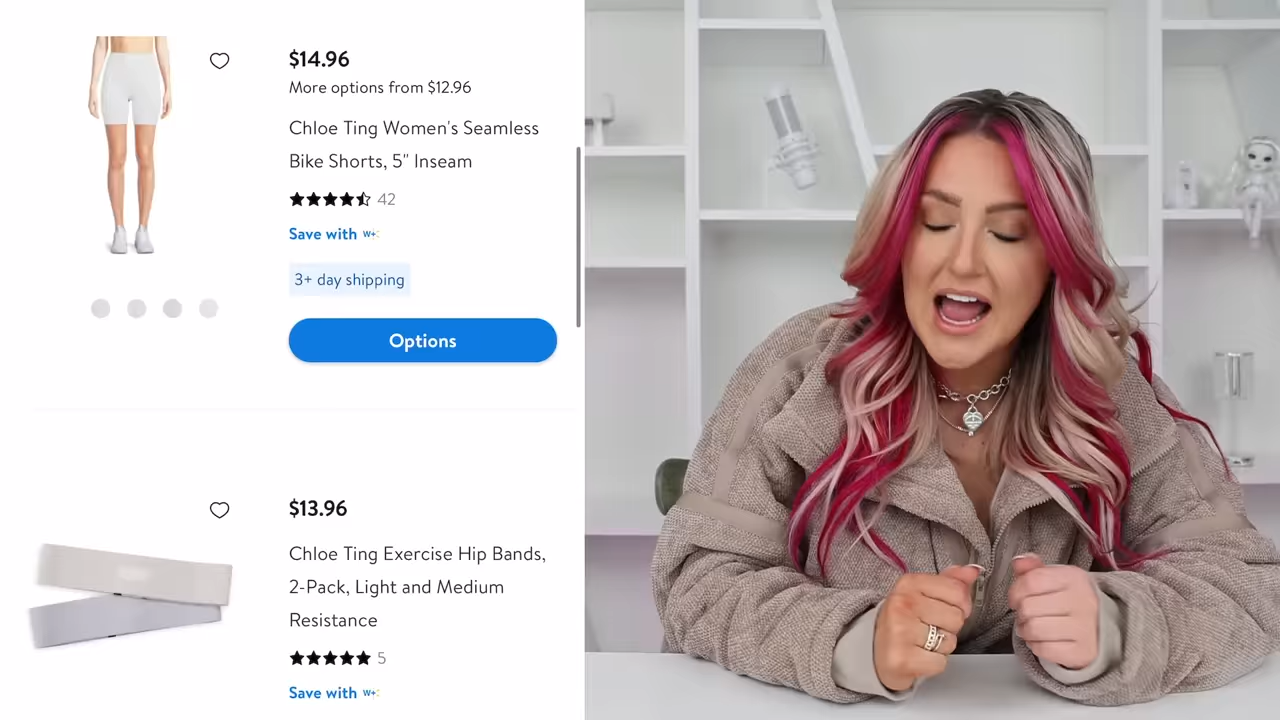 $14.96
More options from $12.96
Chloe Ting Women's Seamless
Bike Shorts, 5" Inseam
42
Save with W+
3+ day shipping
Options
$13.96
Chloe Ting Exercise Hip Bands,
2-Pack, Light and Medium
Resistance
5
Save with W+